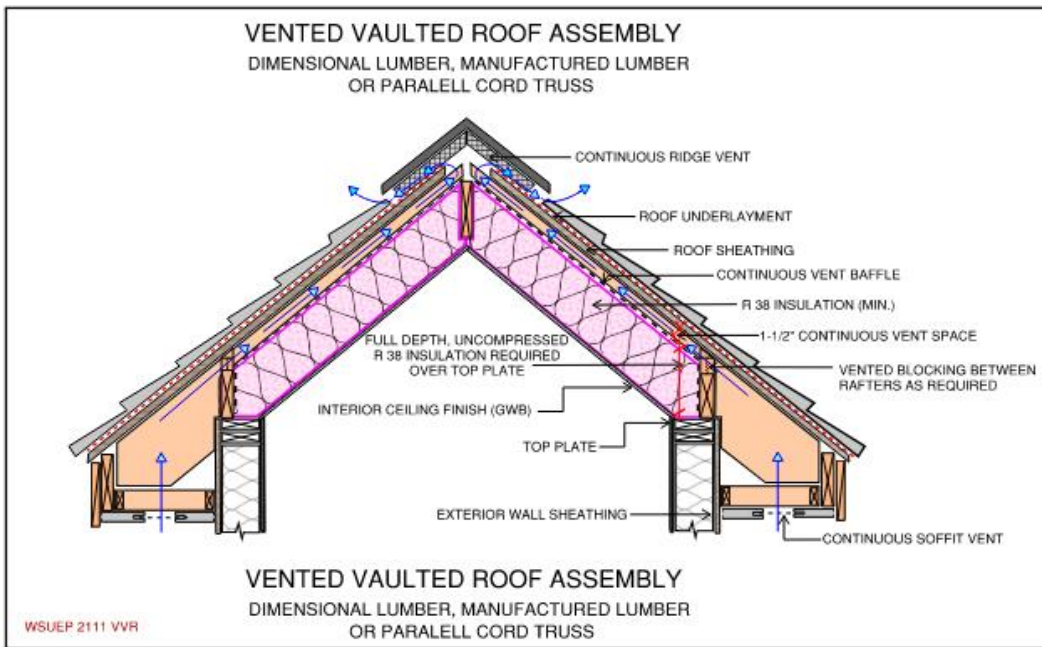 VENTED VAULTED ROOF ASSEMBLY
DIMENSIONAL LUMBER, MANUFACTURED LUMBER
OR PARALELL CORD TRUSS
CONTINUOUS RIDGE VENT
ROOF UNDERLAYMENT
ROOF SHEATHING
CONTINUOUS VENT BAFFLE
R 38 INSULATION (MIN.)
1-1/2" CONTINUOUS VENT SPACE
FULL DEPTH, UNCOMPRESSED
R 38 INSULATION REQUIRED
OVER TOP PLATE
VENTED BLOCKING BETWEEN
RAFTERS AS REQUIRED
INTERIOR CEILING FINISH (GWB)
TOP PLATE
EXTERIOR WALL SHEATHING
CONTINUOUS SOFFIT VENT
VENTED VAULTED ROOF ASSEMBLY
DIMENSIONAL LUMBER, MANUFACTURED LUMBER
OR PARALELL CORD TRUSS
WSUEP 2111 VVR